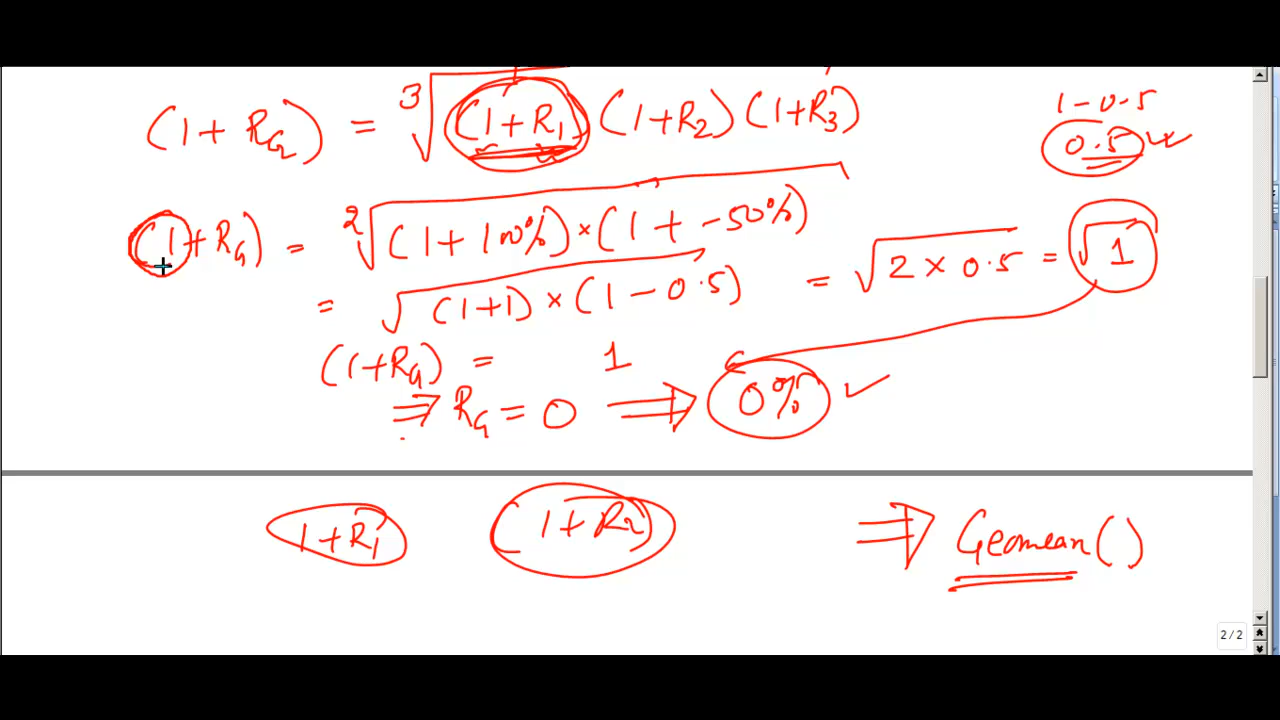 (1 + R_G) = ∛(1 + R1) (1 + R2) (1 + R3)
1 - 0.5
0.5
(1 + R_G) = ²√(1 + 100%) × (1 + -50%)
= √(1+1) × (1 - 0.5) = √2 × 0.5 = √1
(1 + R_G) = 1
⇒ R_G = 0 ⇒ 0%
1 + R1 (1 + R2) ⇒ Geomean( )
2 / 2